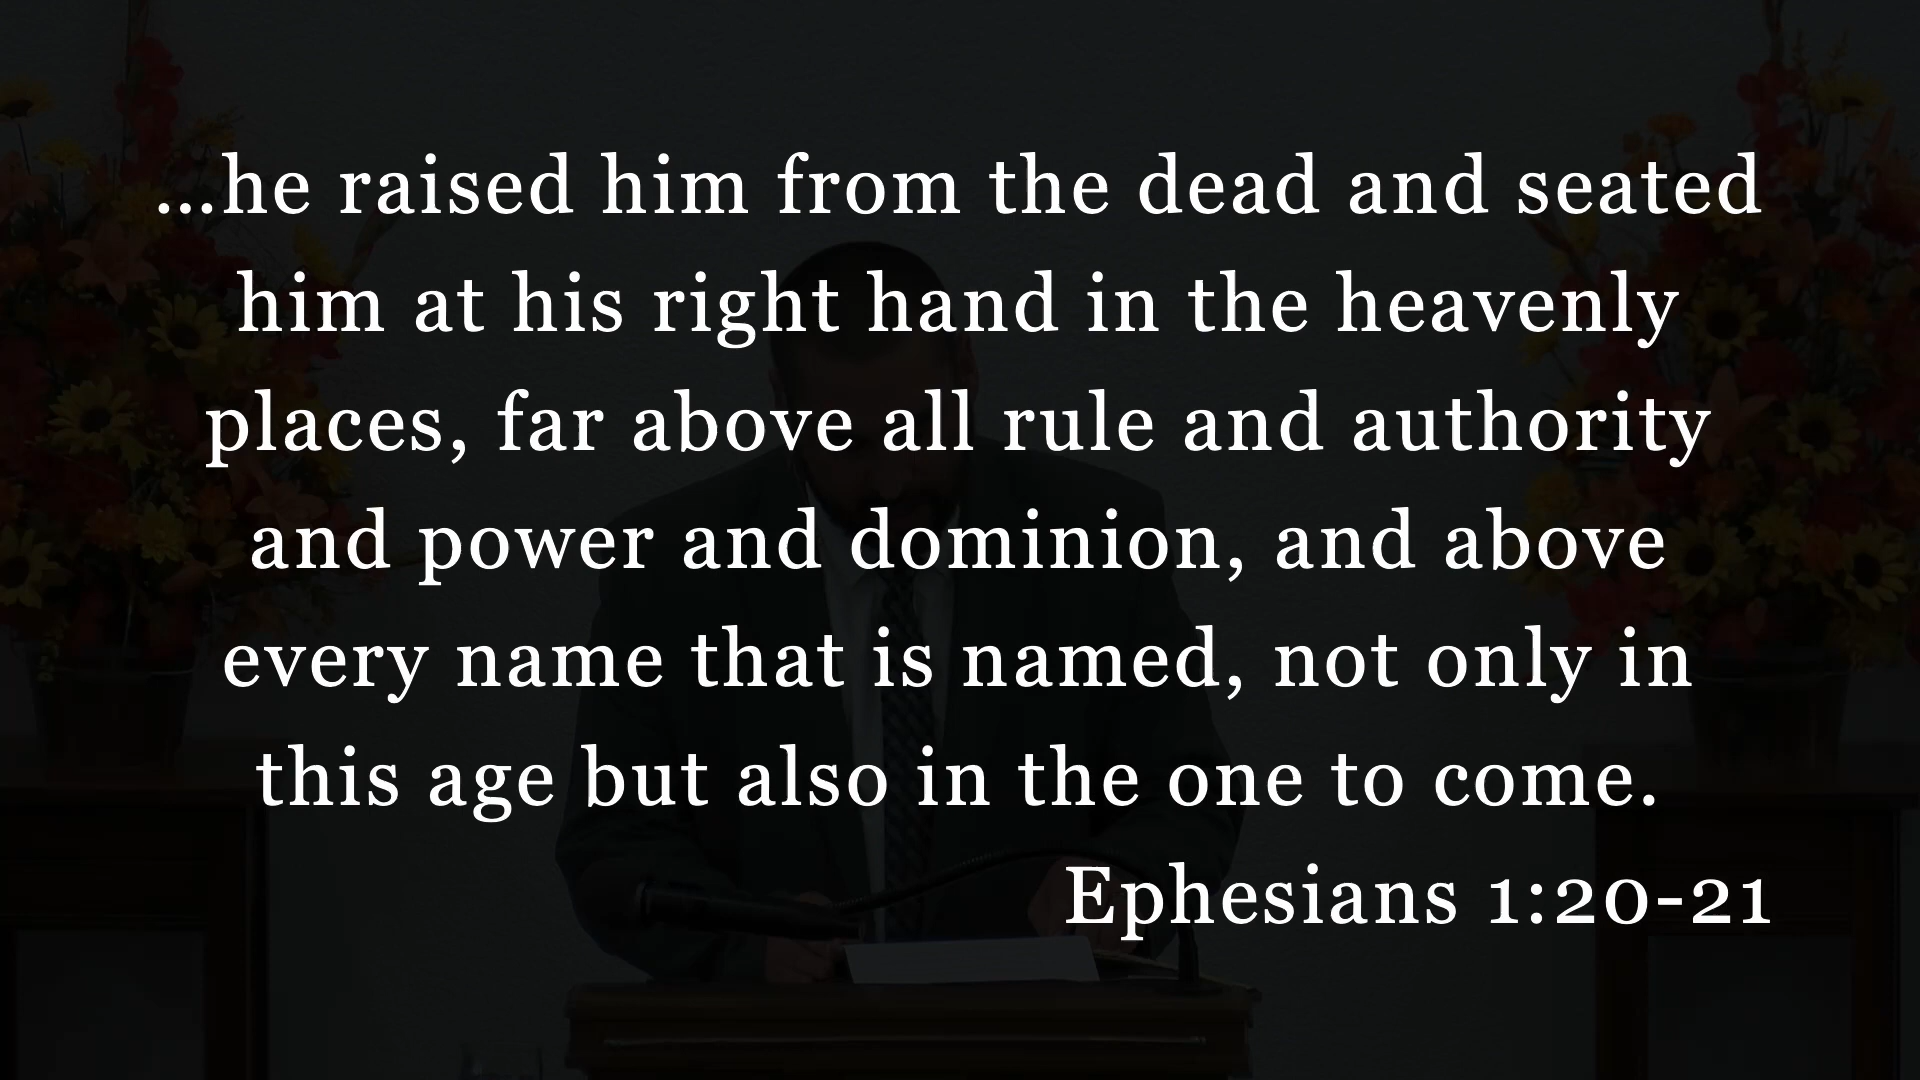 ...he raised him from the dead and seated
him at his right hand in the heavenly
places, far above all rule and authority
and power and dominion, and above
every name that is named, not only in
this age but also in the one to come.
Ephesians 1:20-21